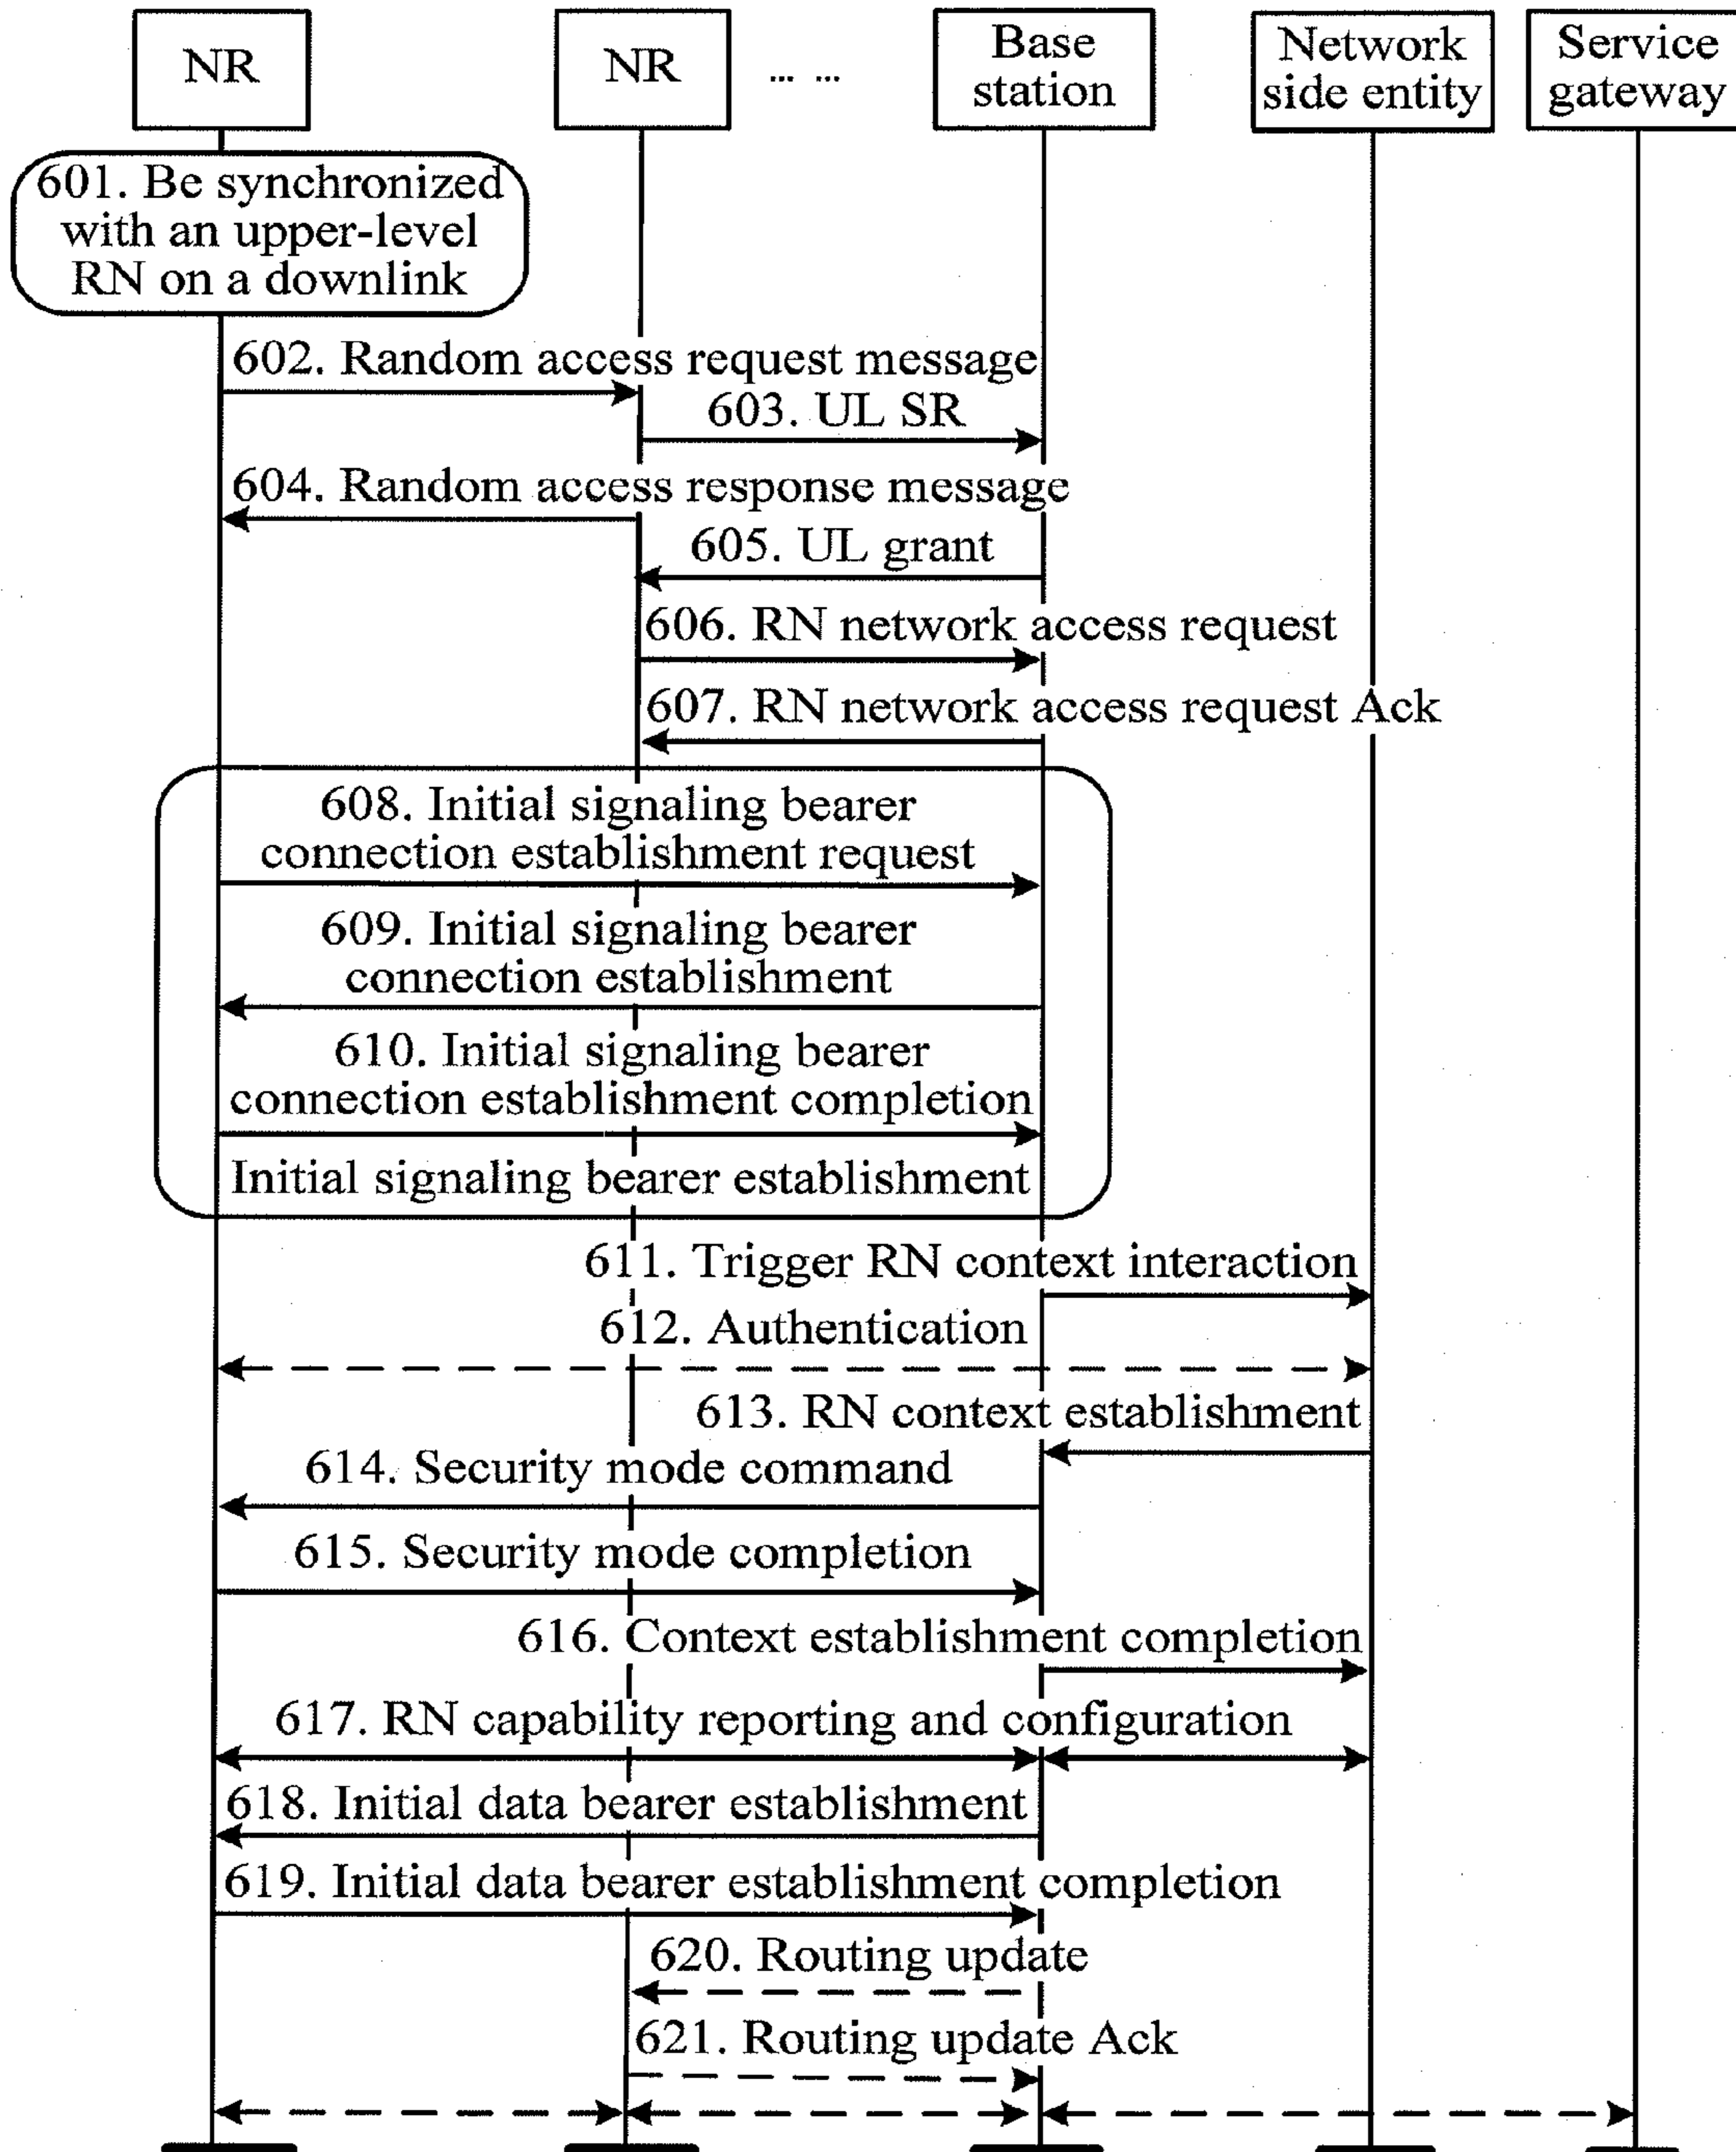 NR
NR
... ...
Base
station
Network
side entity
Service
gateway
601. Be synchronized
with an upper-level
RN on a downlink
602. Random access request message
603. UL SR
604. Random access response message
605. UL grant
606. RN network access request
607. RN network access request Ack
608. Initial signaling bearer
connection establishment request
609. Initial signaling bearer
connection establishment
610. Initial signaling bearer
connection establishment completion
Initial signaling bearer establishment
611. Trigger RN context interaction
612. Authentication
613. RN context establishment
614. Security mode command
615. Security mode completion
616. Context establishment completion
617. RN capability reporting and configuration
618. Initial data bearer establishment
619. Initial data bearer establishment completion
620. Routing update
621. Routing update Ack